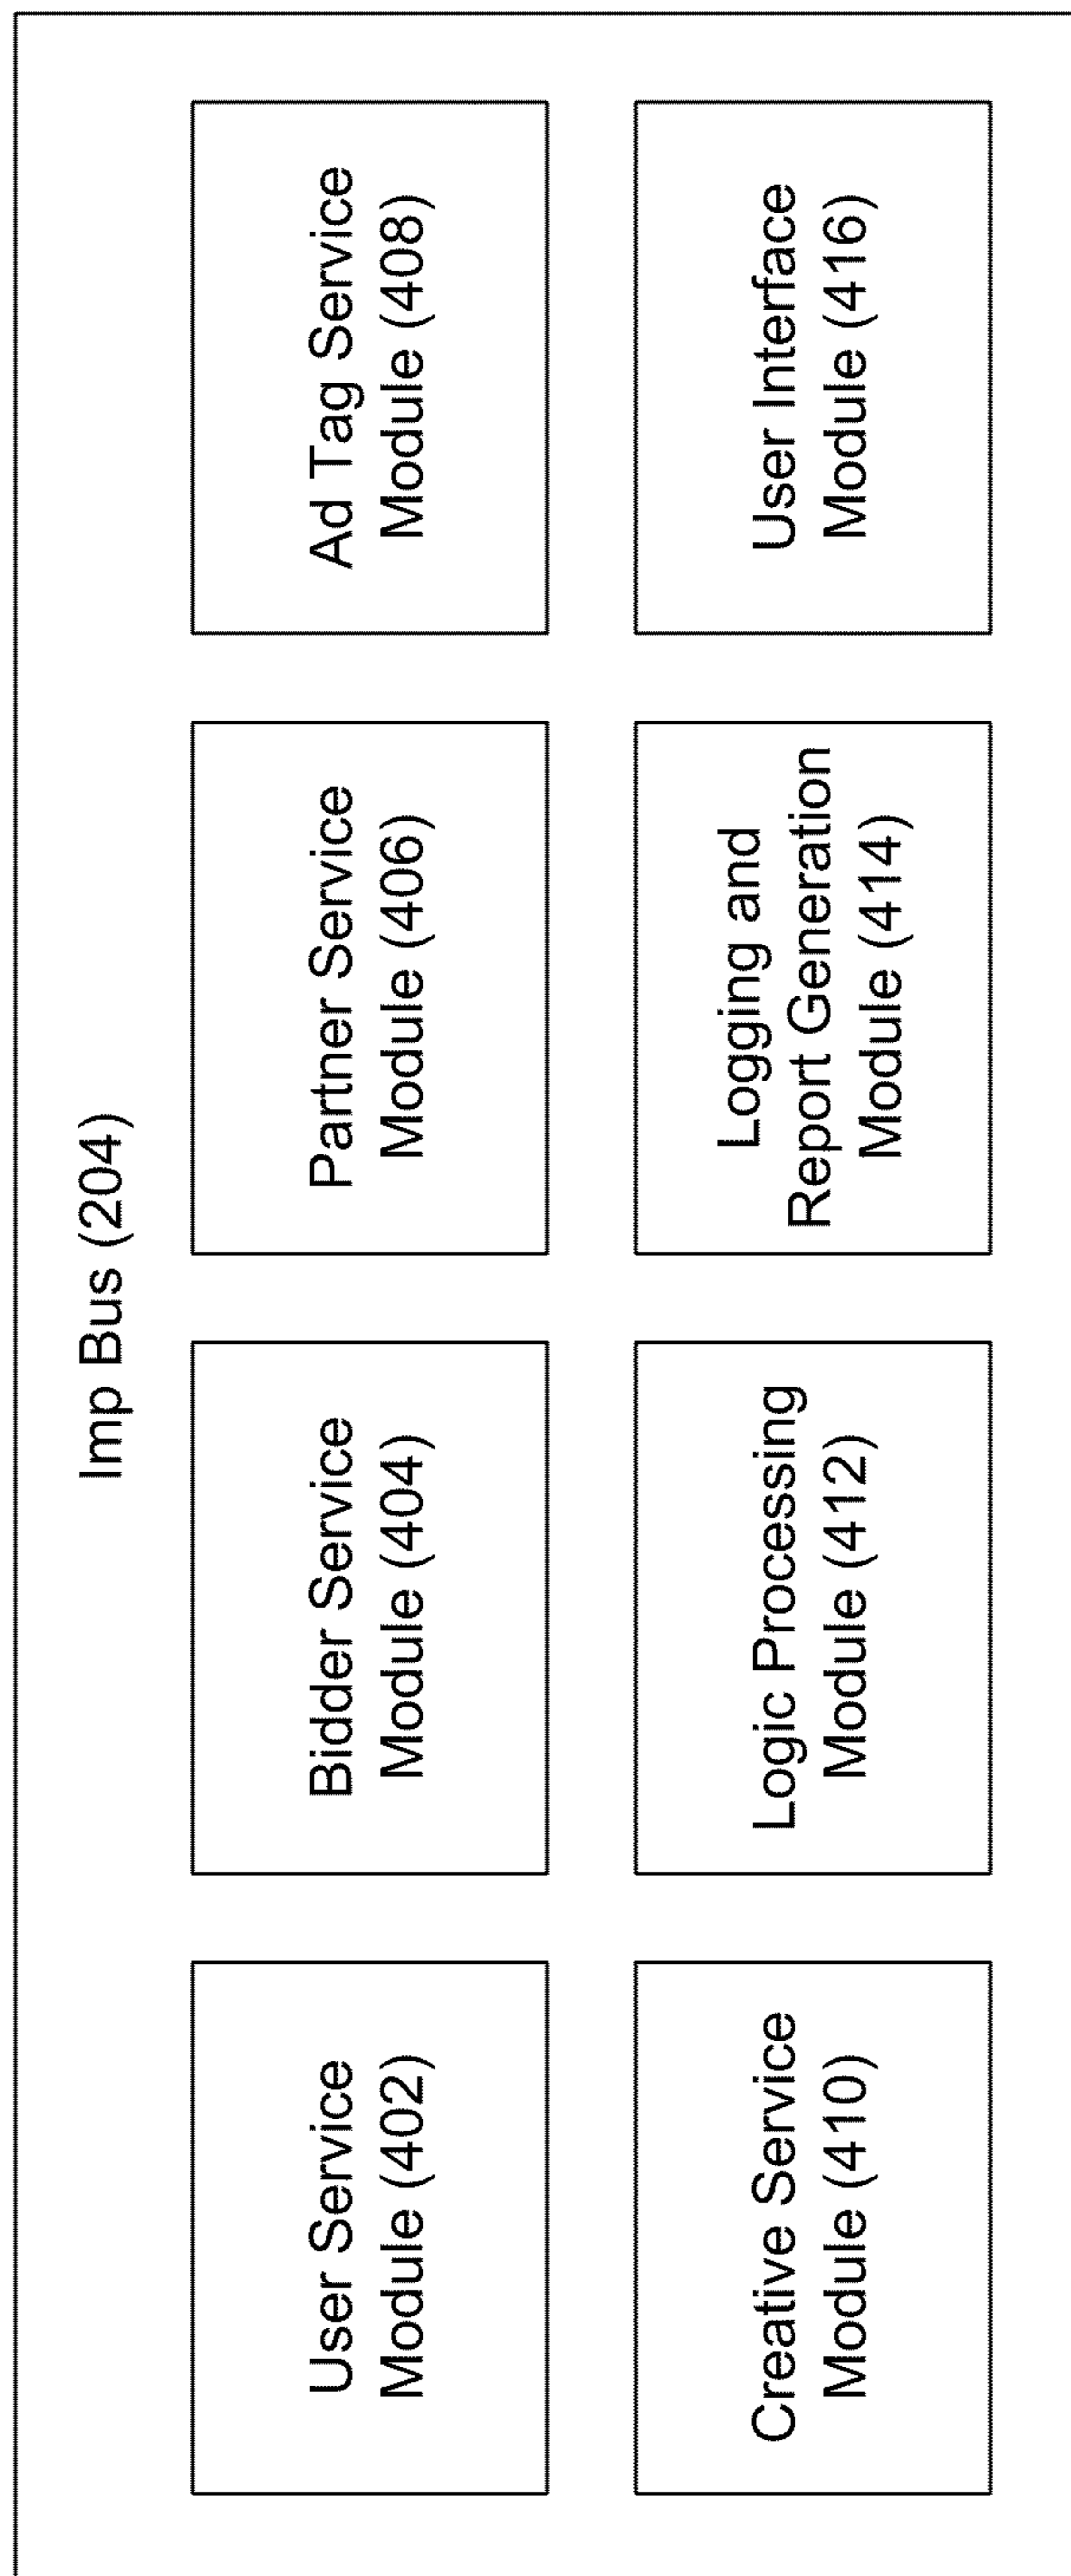 Imp Bus (204)
User Service
Module (402)
Bidder Service
Module (404)
Partner Service
Module (406)
Ad Tag Service
Module (408)
Creative Service
Module (410)
Logic Processing
Module (412)
Logging and
Report Generation
Module (414)
User Interface
Module (416)